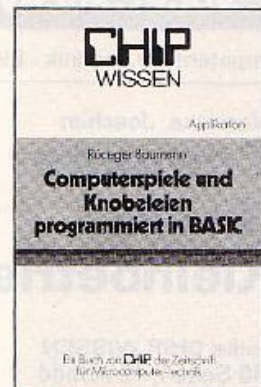 CHIP
WISSEN
Applikation
Rüdeger Baumann
Computerspiele und
Knobeleien
programmiert in BASIC
Ein Buch von CHIP, der Zeitschrift
für Microcomputer-Technik